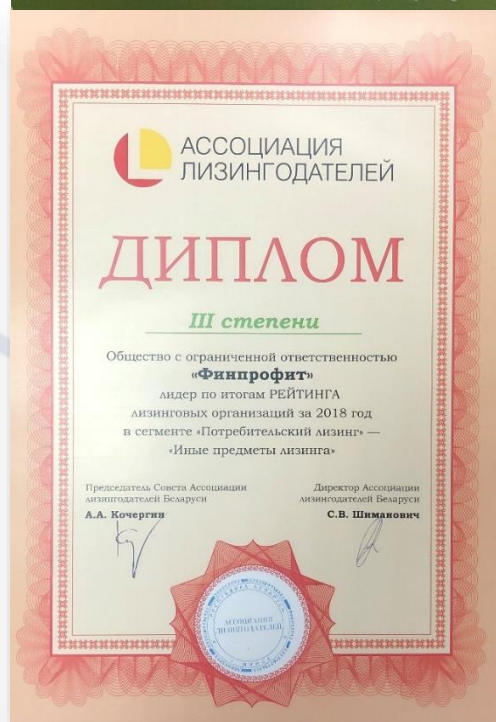 АССОЦИАЦИЯ
ЛИЗИНГОДАТЕЛЕЙ
ДИПЛОМ
III степени
Общество с ограниченной ответственностью
«Финпрофит»
лидер по итогам РЕЙТИНГА
лизинговых организаций за 2018 год
в сегменте «Потребительский лизинг» —
«Иные предметы лизинга»
Председатель Совета Ассоциации
лизингодателей Беларуси
А.А. Кочергин
Директор Ассоциации
лизингодателей Беларуси
С.В. Шиманович
АССОЦИАЦИЯ
ЛИЗИНГОДАТЕЛЕЙ